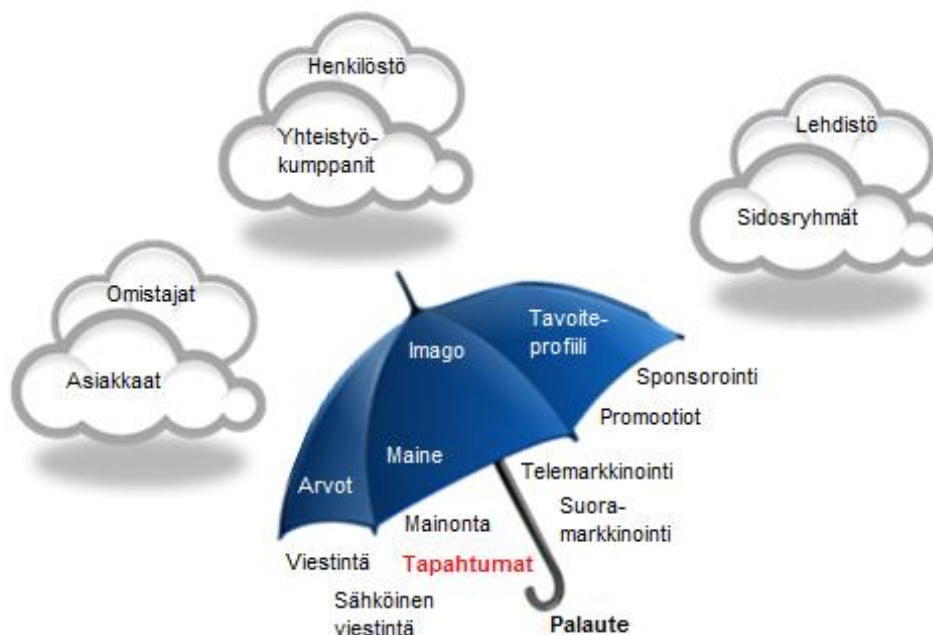 Henkilöstö
Yhteistyö-
kumppanit
Lehdistö
Sidosryhmät
Omistajat
Asiakkaat
Tavoite-
profiili
Imago
Maine
Arvot
Sponsorointi
Promootiot
Telemarkkinointi
Suora-
markkinointi
Mainonta
Viestintä
Tapahtumat
Sähköinen
viestintä
Palaute